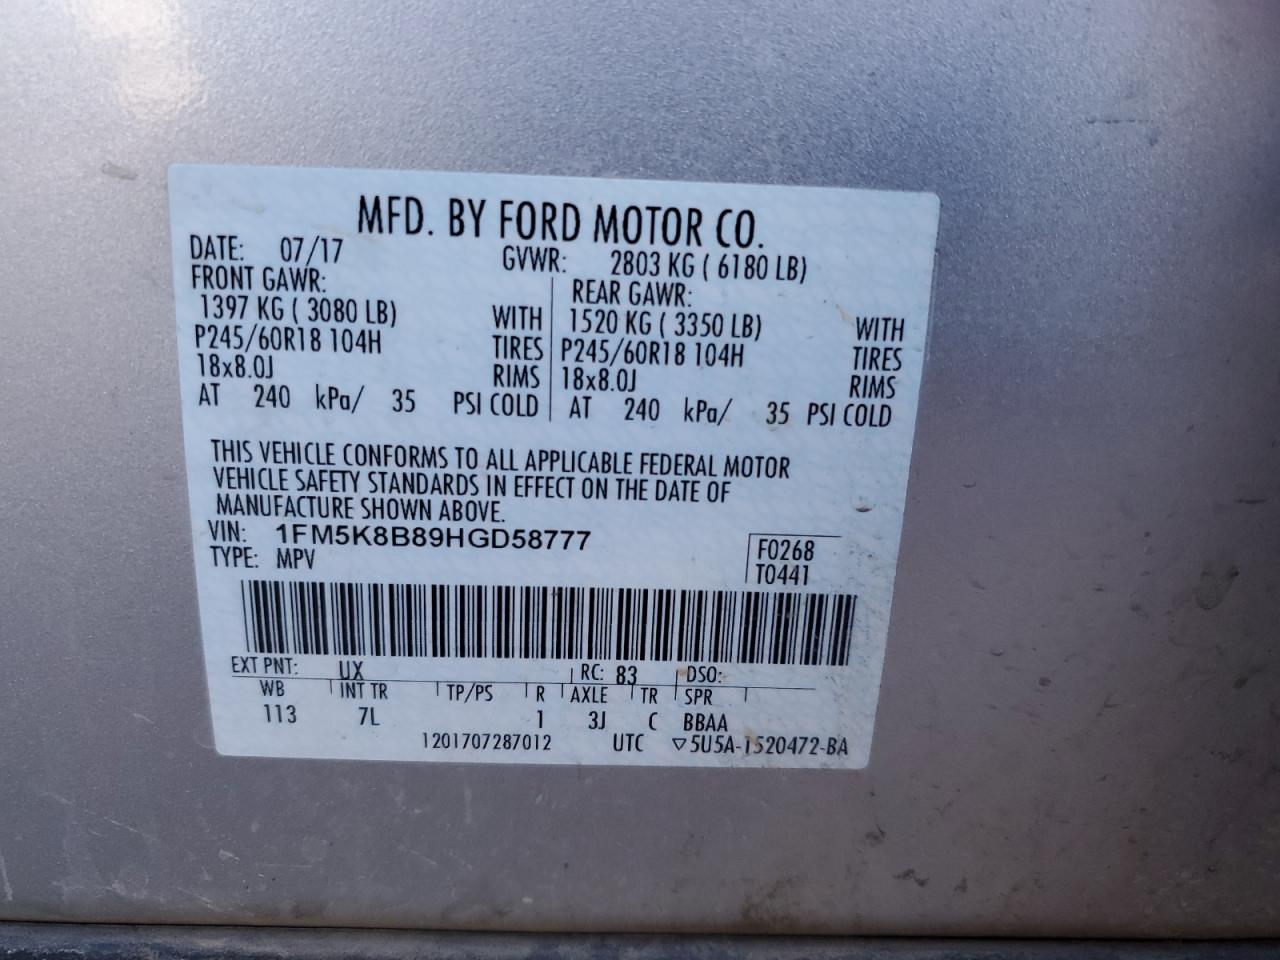 MFD. BY FORD MOTOR CO.
DATE: 07/17 GVWR: 2803 KG ( 6180 LB)
FRONT GAWR: REAR GAWR:
1397 KG ( 3080 LB) WITH 1520 KG ( 3350 LB) WITH
P245/60R18 104H TIRES P245/60R18 104H TIRES
18x8.0J RIMS 18x8.0J RIMS
AT 240 kPa/ 35 PSI COLD AT 240 kPa/ 35 PSI COLD
THIS VEHICLE CONFORMS TO ALL APPLICABLE FEDERAL MOTOR
VEHICLE SAFETY STANDARDS IN EFFECT ON THE DATE OF
MANUFACTURE SHOWN ABOVE.
VIN: 1FM5K8B89HGD58777 F0268
TYPE: MPV T0441
EXT PNT: UX RC: 83 DSO:
WB INT TR TP/PS R AXLE TR SPR
113 7L 1 3J C BBAA
1201707287012 UTC ▽5U5A-1520472-BA